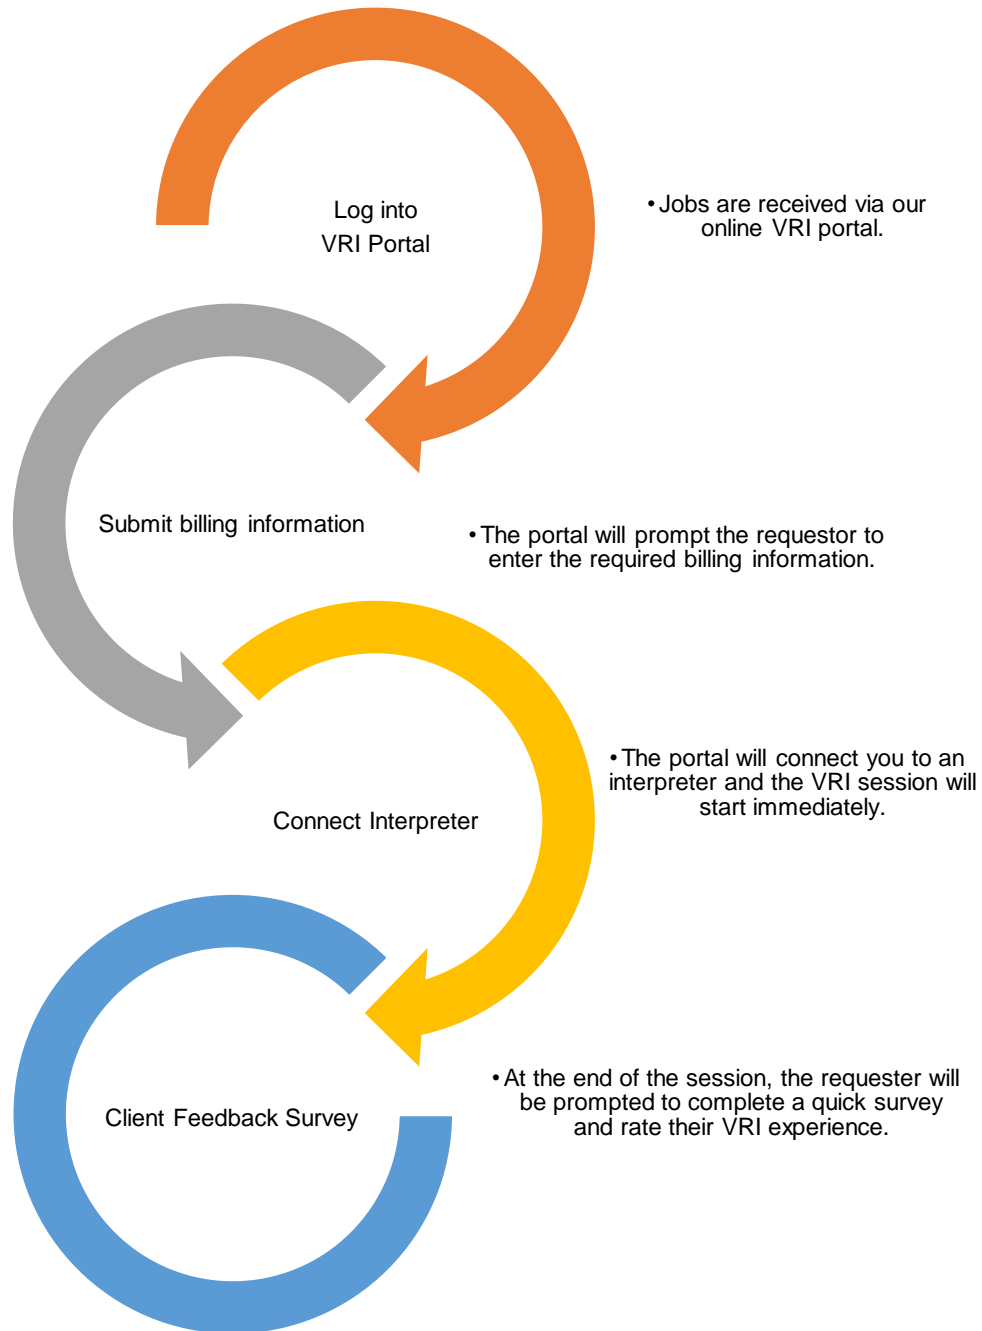 Log into
VRI Portal
• Jobs are received via our
online VRI portal.
Submit billing information
• The portal will prompt the requestor to
enter the required billing information.
• The portal will connect you to an
interpreter and the VRI session will
start immediately.
Connect Interpreter
• At the end of the session, the requester will
be prompted to complete a quick survey
and rate their VRI experience.
Client Feedback Survey